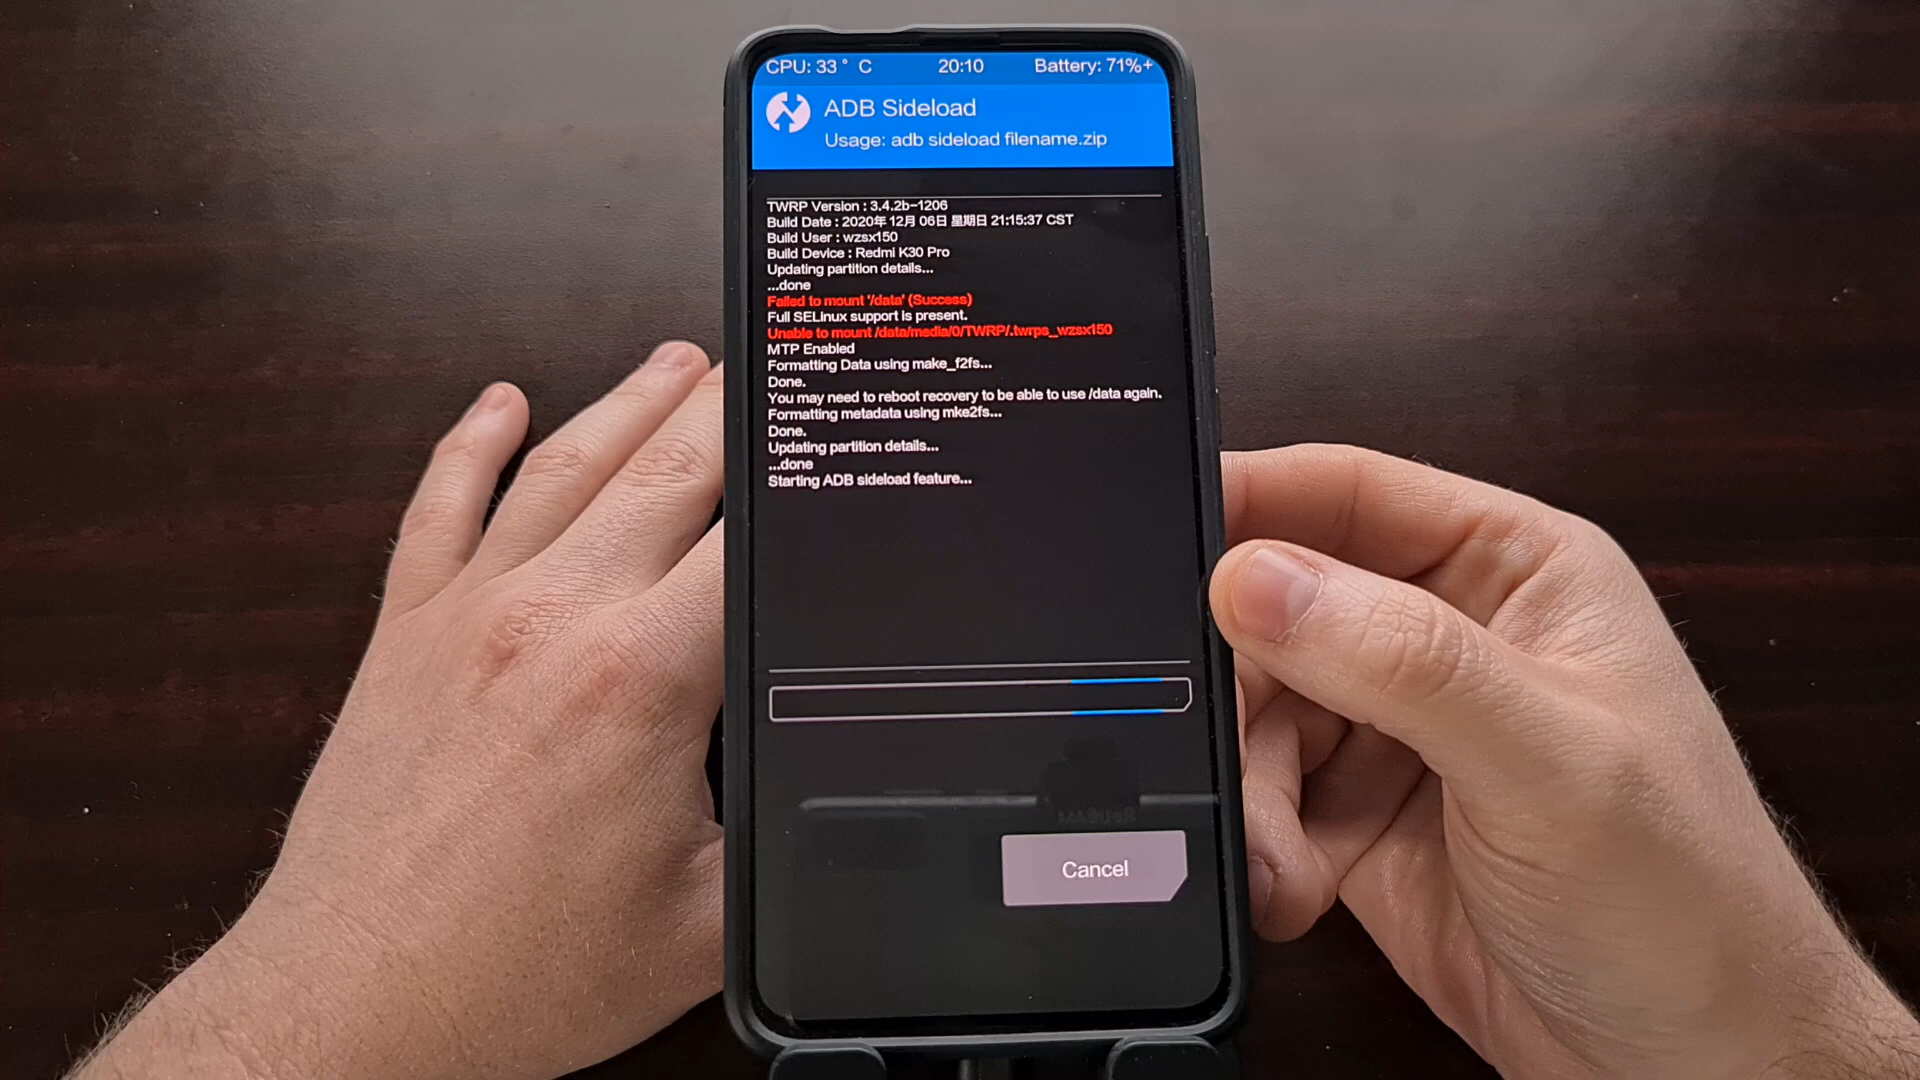 CPU: 33° C 20:10 Battery: 71%+
ADB Sideload
Usage: adb sideload filename.zip
TWRP Version : 3.4.2b-1206
Build Date : 2020年 12月 06日 星期日 21:15:37 CST
Build User : wzsx150
Build Device : Redmi K30 Pro
Updating partition details...
...done
Failed to mount '/data' (Success)
Full SELinux support is present.
Unable to mount /data/media/0/TWRP/.twrps_wzsx150
MTP Enabled
Formatting Data using make_f2fs...
Done.
You may need to reboot recovery to be able to use /data again.
Formatting metadata using mke2fs...
Done.
Updating partition details...
...done
Starting ADB sideload feature...
Cancel